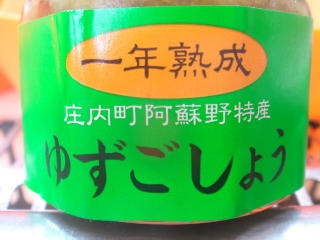 一年熟成
庄内町阿蘇野特産
ゆずごしょう